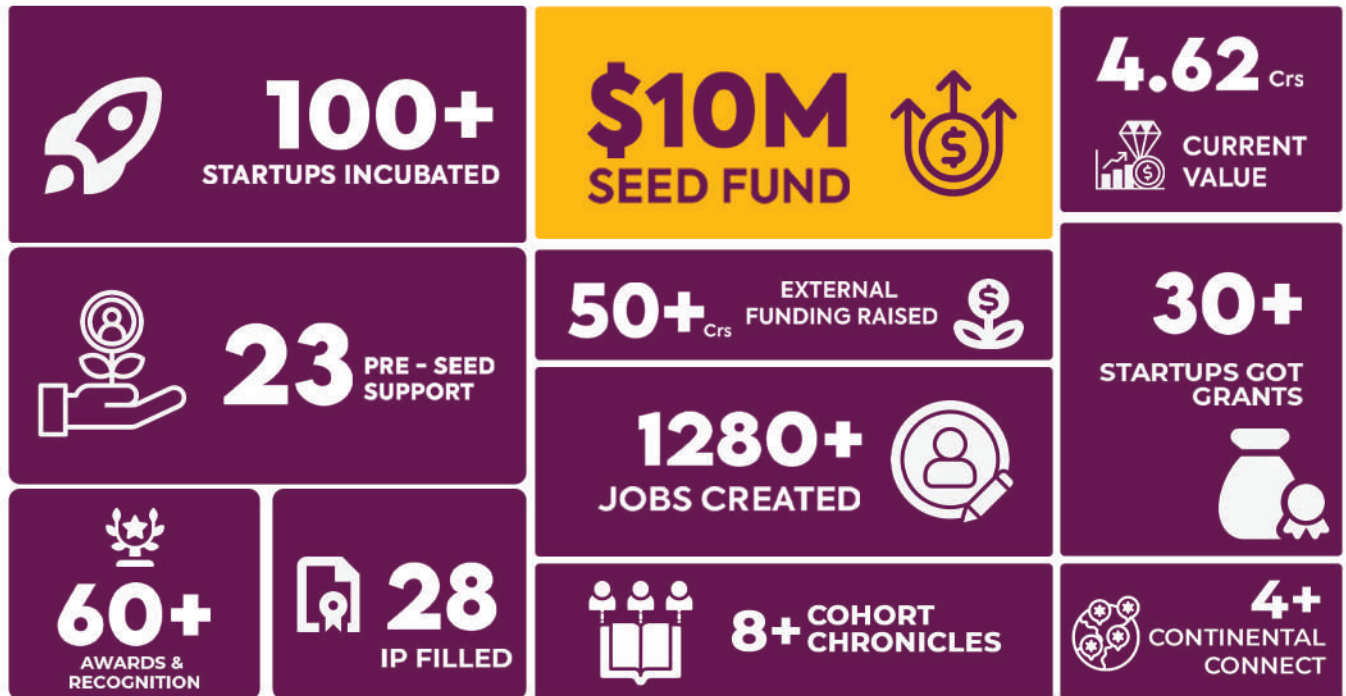 100+
STARTUPS INCUBATED
$10M
SEED FUND
4.62 Crs
CURRENT
VALUE
23 PRE - SEED
SUPPORT
50+ Crs
EXTERNAL
FUNDING RAISED
30+
STARTUPS GOT
GRANTS
1280+
JOBS CREATED
60+
AWARDS &
RECOGNITION
28
IP FILLED
8+ COHORT
CHRONICLES
4+
CONTINENTAL
CONNECT